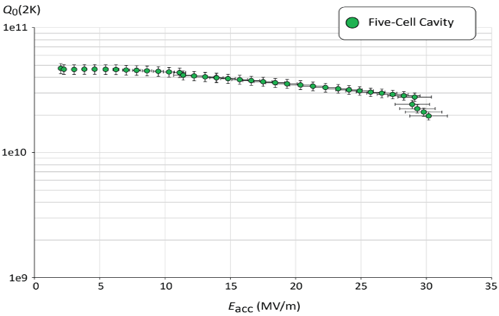 Q0(2K)
1e11
Five-Cell Cavity
1e10
1e9
0 5 10 15 20 25 30 35
Eacc (MV/m)